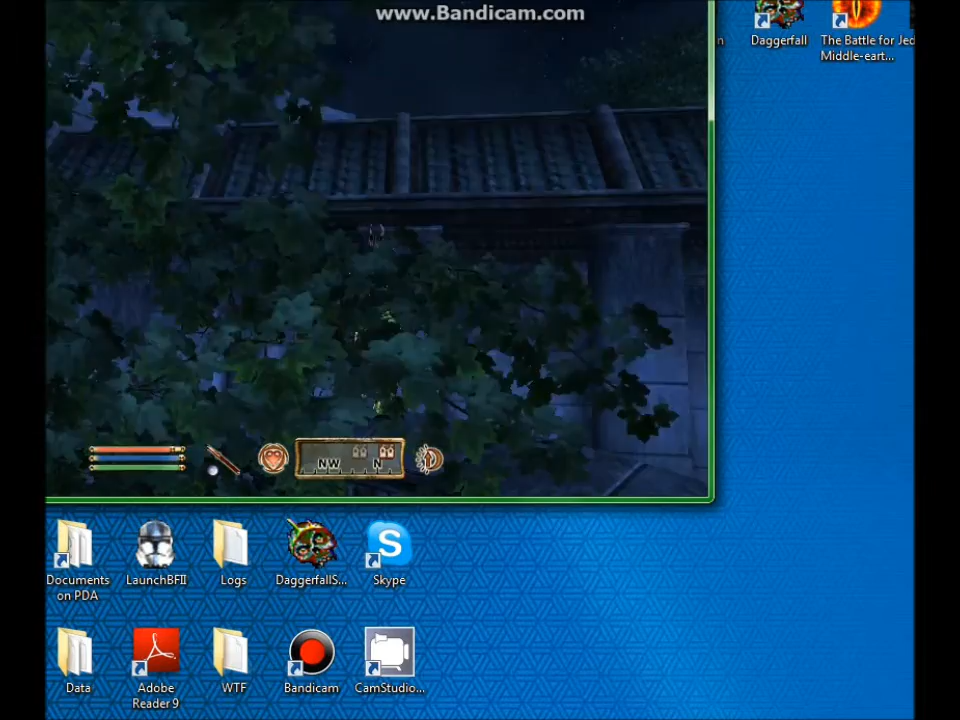 www.Bandicam.com
n
Daggerfall
The Battle for
Middle-eart...
Jed
NW
N
Documents
on PDA
LaunchBFII
Logs
DaggerfallS...
Skype
Data
Adobe
Reader 9
WTF
Bandicam
CamStudio...